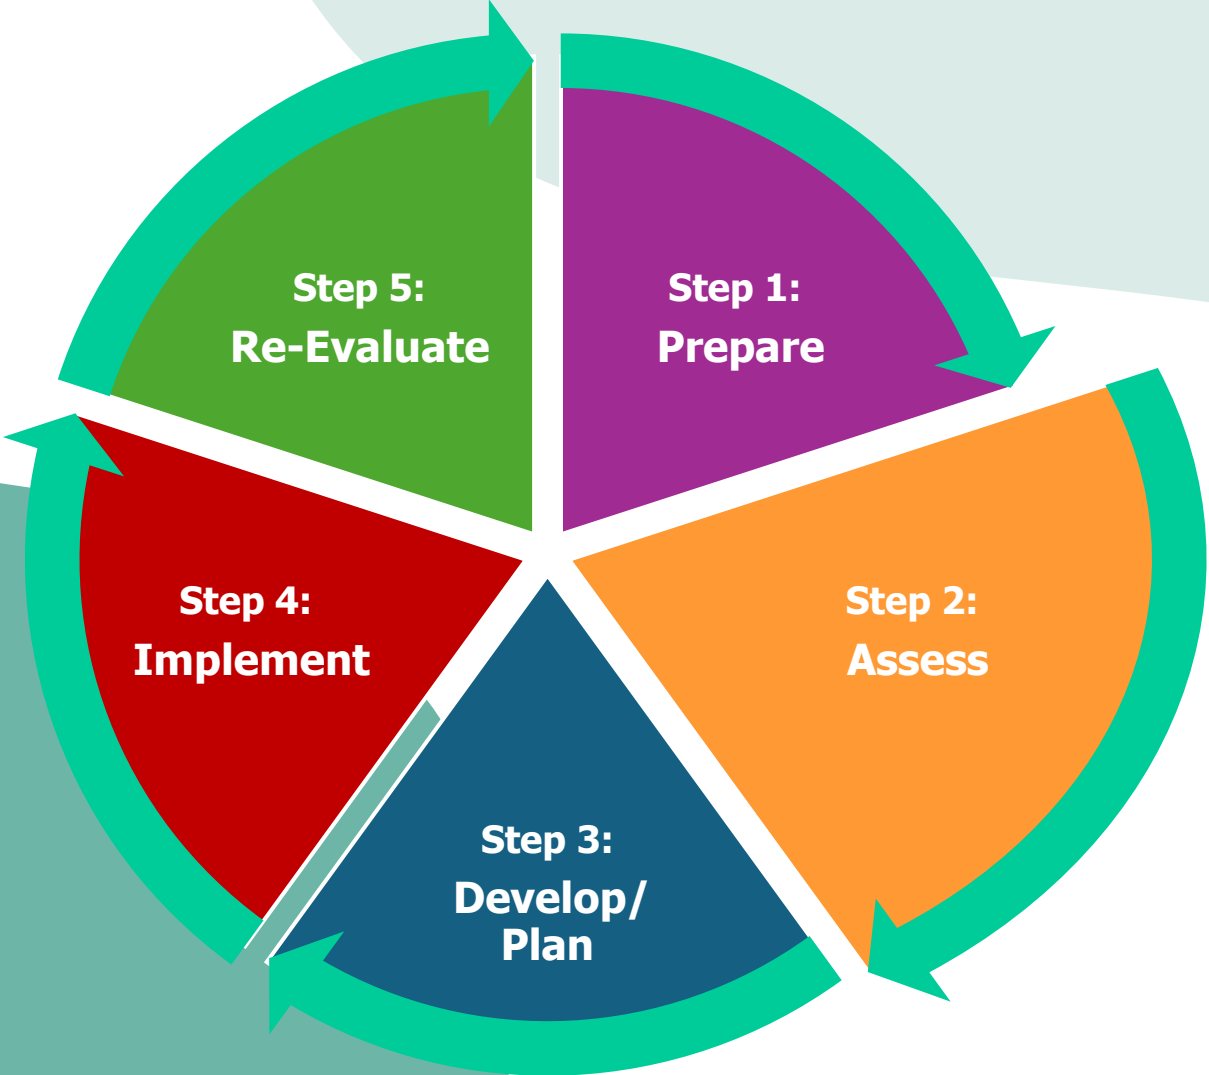 Step 1:
Prepare
Step 2:
Assess
Step 3:
Develop/
Plan
Step 4:
Implement
Step 5:
Re-Evaluate